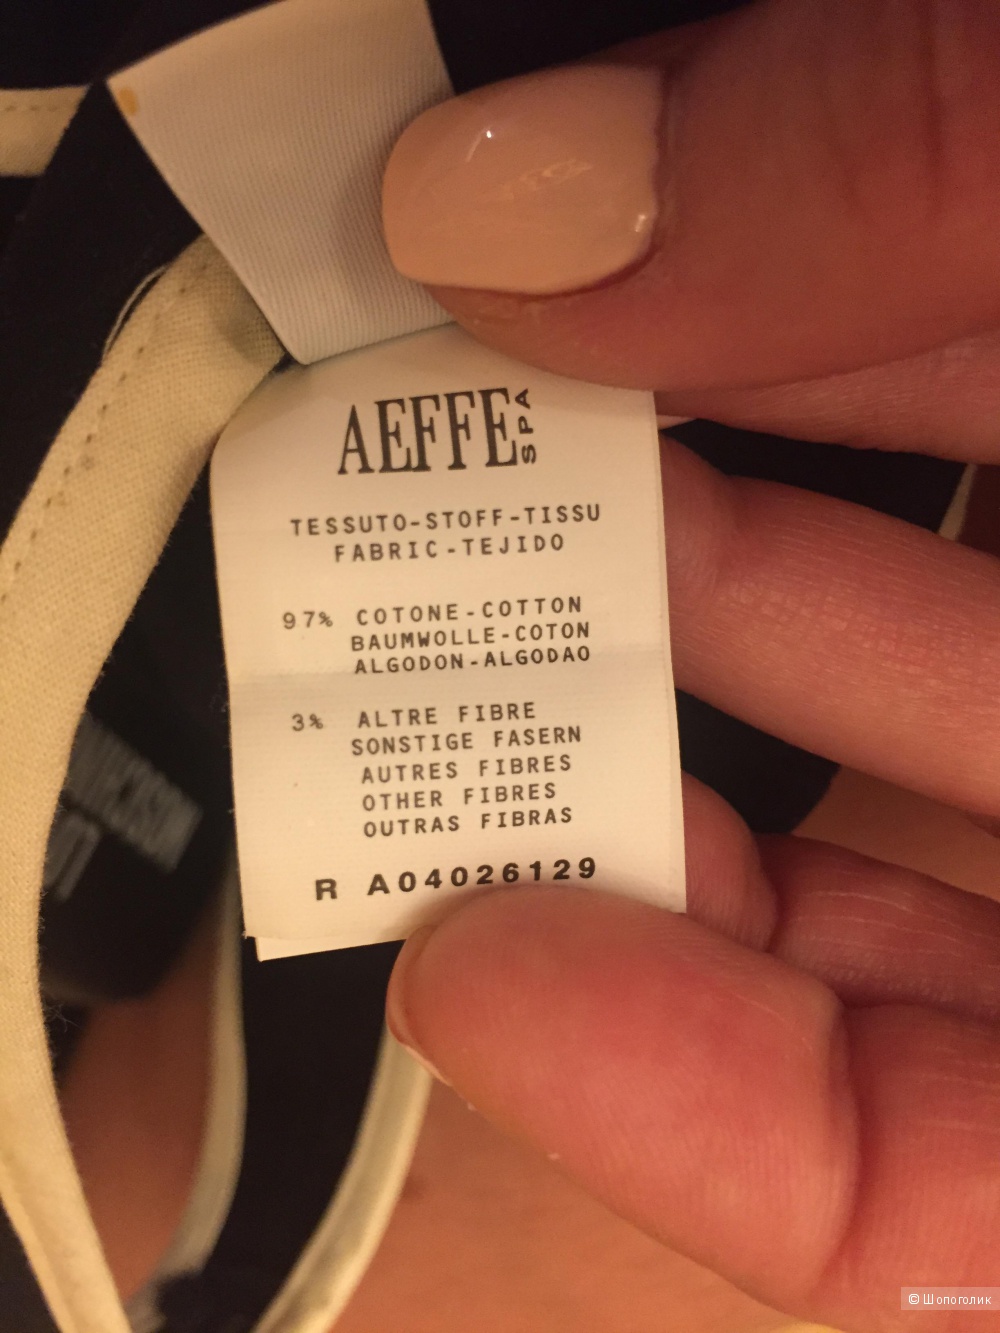 AEFFE SPA
TESSUTO-STOFF-TISSU
FABRIC-TEJIDO
97% COTONE-COTTON
BAUMWOLLE-COTON
ALGODON-ALGODAO
3% ALTRE FIBRE
SONSTIGE FASERN
AUTRES FIBRES
OTHER FIBRES
OUTRAS FIBRAS
R A04026129
© Шопоголик